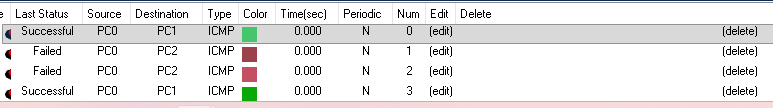 e Last Status Source Destination Type Color Time(sec) Periodic Num Edit Delete
Successful PC0 PC1 ICMP 0.000 N 0 (edit) (delete)
Failed PC0 PC2 ICMP 0.000 N 1 (edit) (delete)
Failed PC0 PC2 ICMP 0.000 N 2 (edit) (delete)
Successful PC0 PC1 ICMP 0.000 N 3 (edit) (delete)